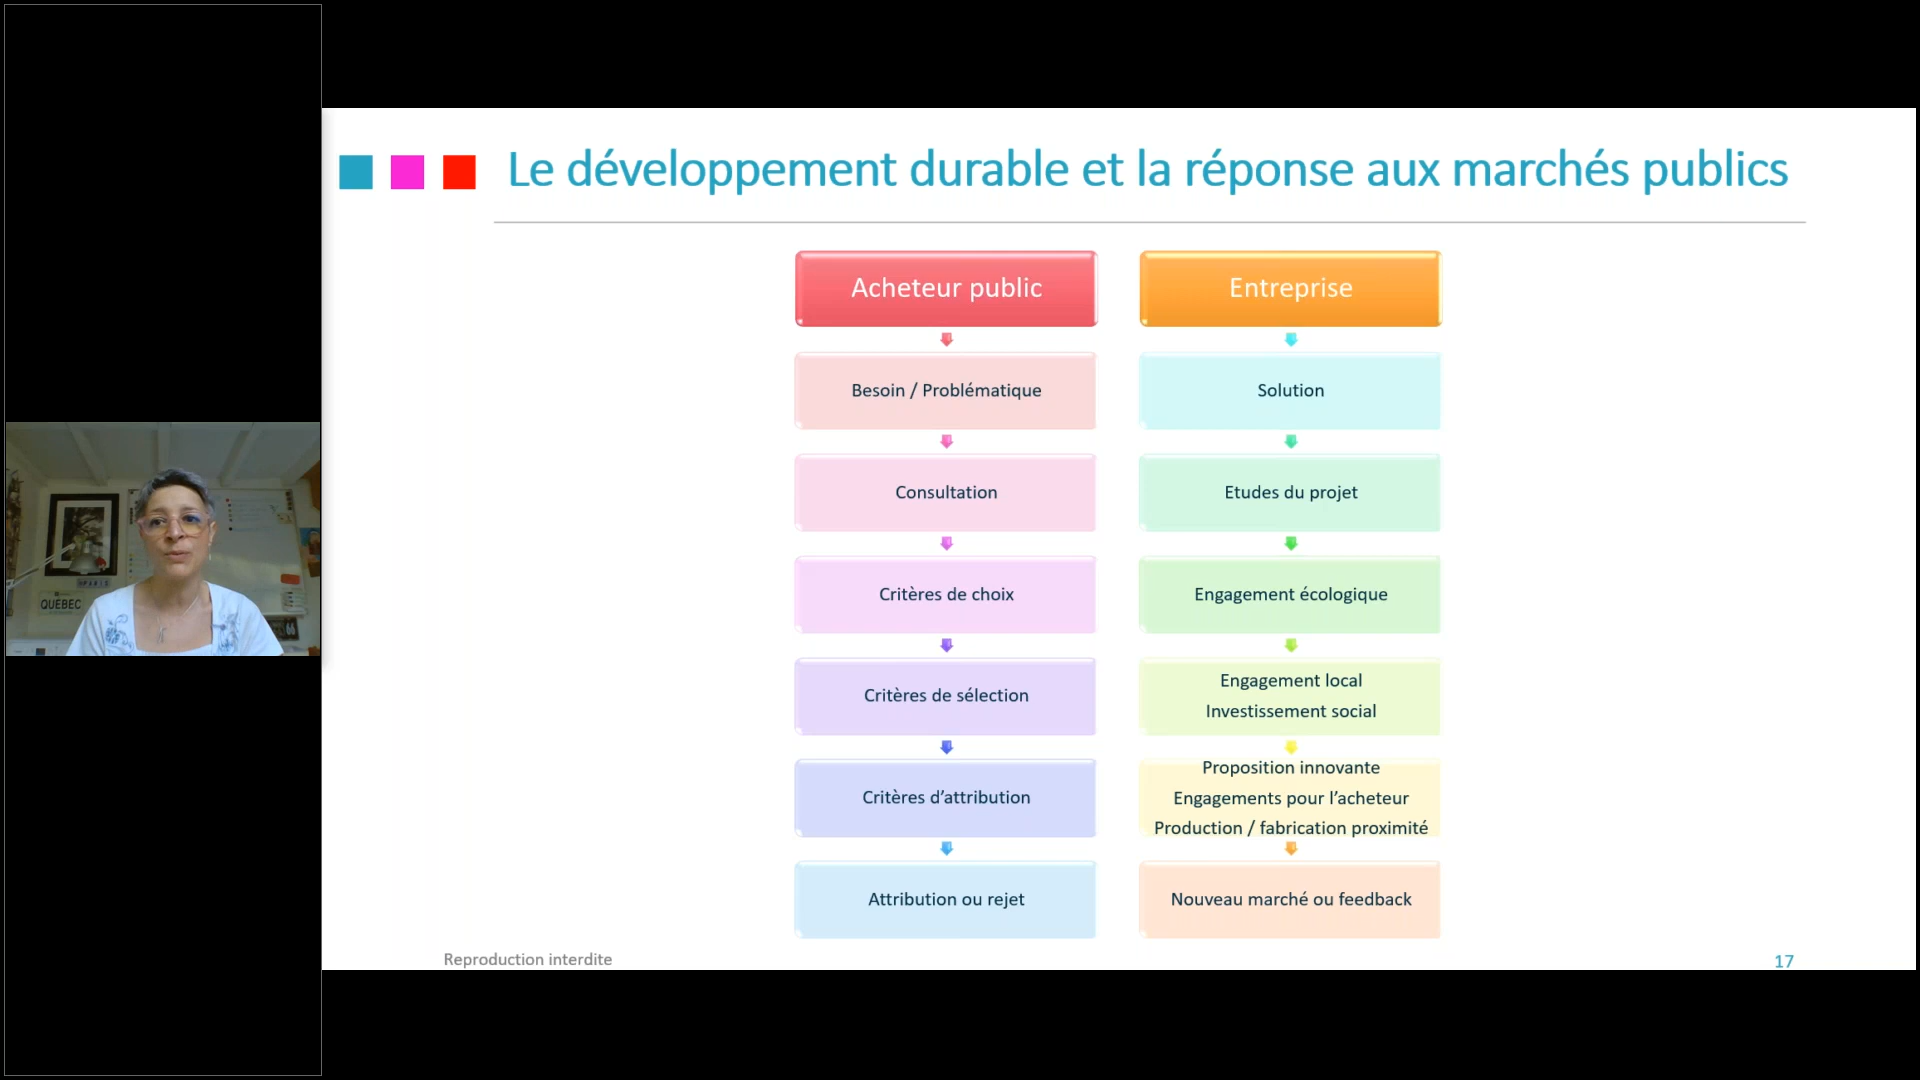 Le développement durable et la réponse aux marchés publics
Acheteur public
Besoin / Problématique
Consultation
Critères de choix
Critères de sélection
Critères d’attribution
Attribution ou rejet
Entreprise
Solution
Etudes du projet
Engagement écologique
Engagement local
Investissement social
Proposition innovante
Engagements pour l’acheteur
Production / fabrication proximité
Nouveau marché ou feedback
Reproduction interdite
17
PARIS
QUÉBEC